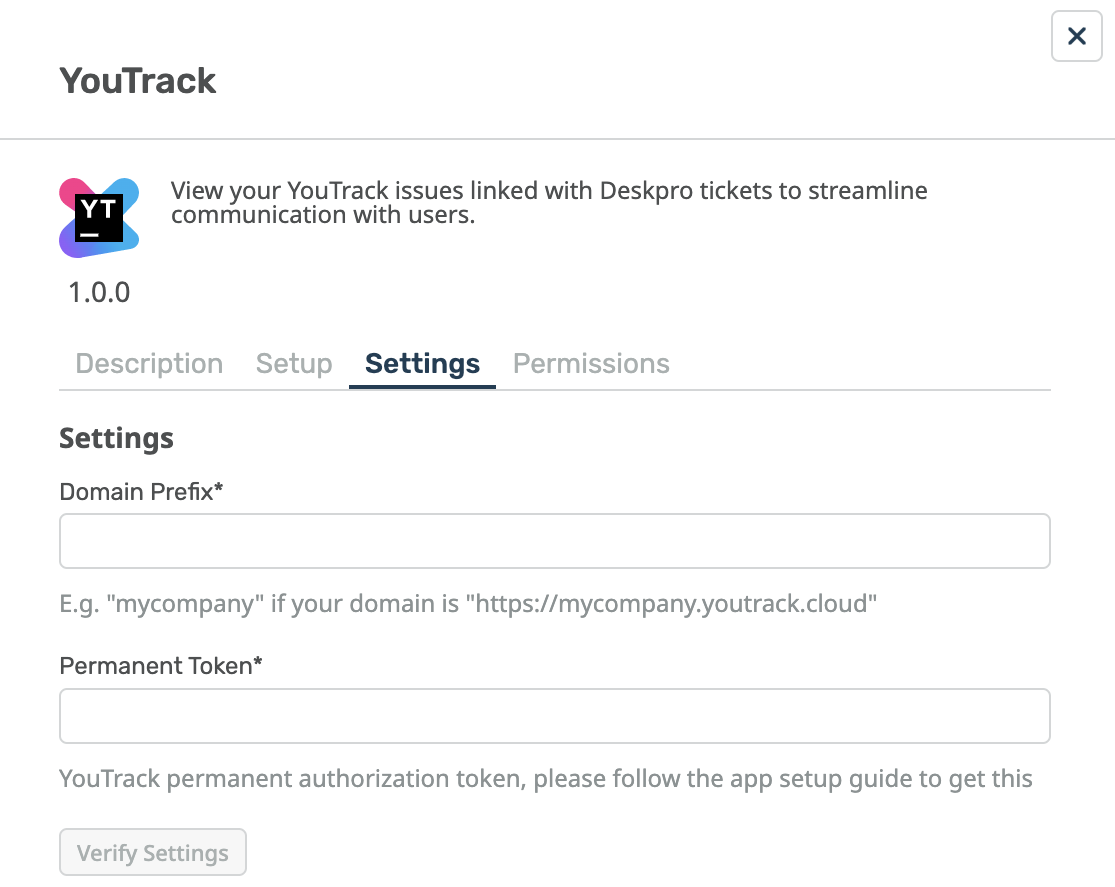 YouTrack
YT
View your YouTrack issues linked with Deskpro tickets to streamline
communication with users.
1.0.0
Description Setup Settings Permissions
Settings
Domain Prefix*
E.g. "mycompany" if your domain is "https://mycompany.youtrack.cloud"
Permanent Token*
YouTrack permanent authorization token, please follow the app setup guide to get this
Verify Settings